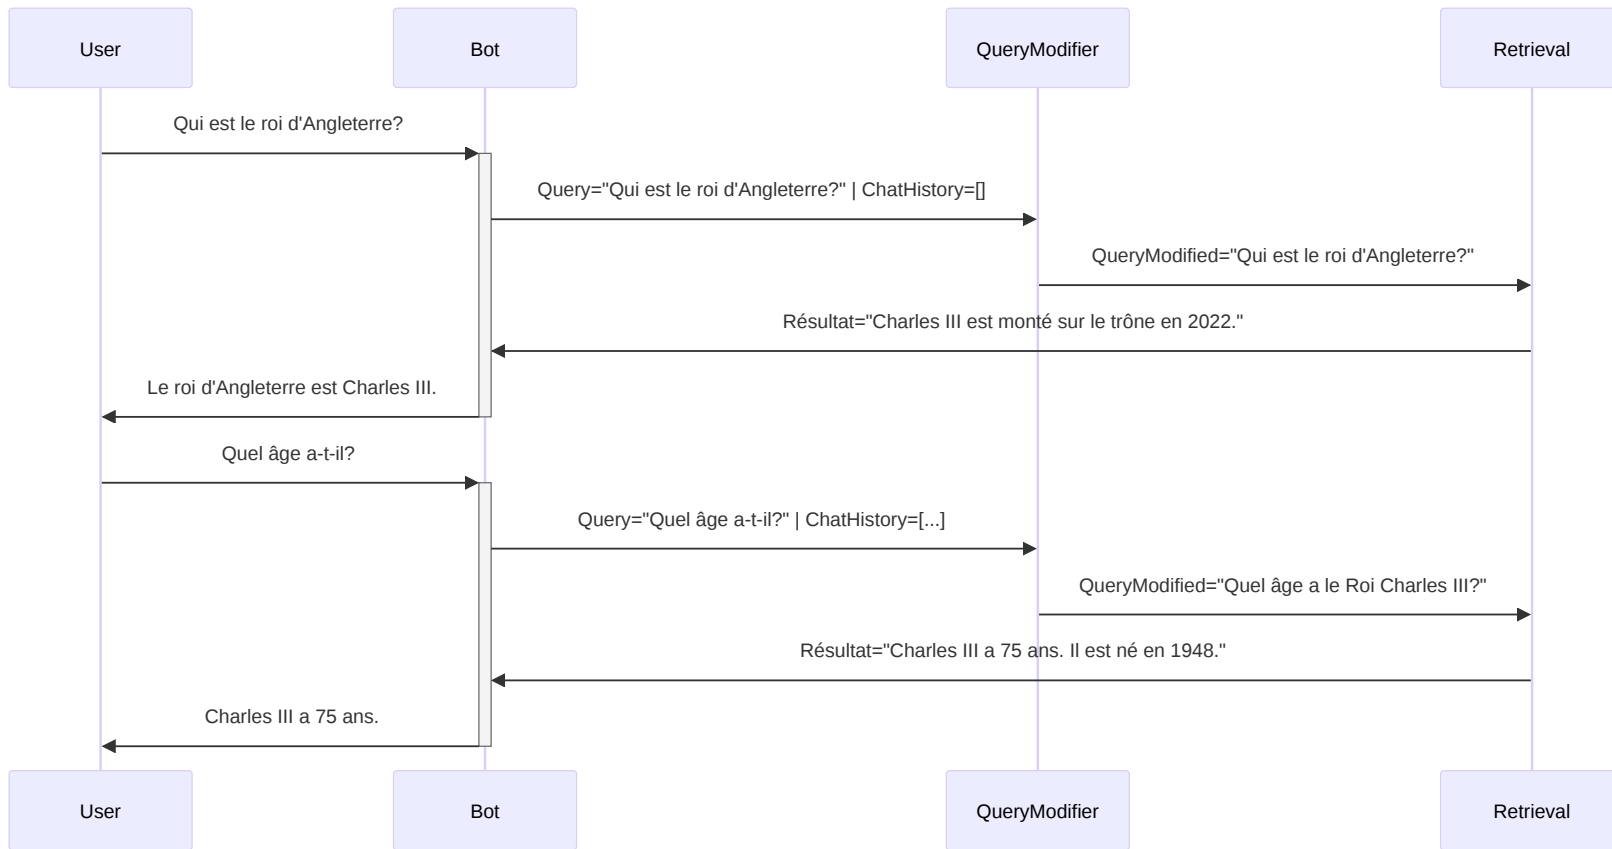 User
Bot
QueryModifier
Retrieval
Qui est le roi d'Angleterre?
Query="Qui est le roi d'Angleterre?" | ChatHistory=[]
QueryModified="Qui est le roi d'Angleterre?"
Résultat="Charles III est monté sur le trône en 2022."
Le roi d'Angleterre est Charles III.
Quel âge a-t-il?
Query="Quel âge a-t-il?" | ChatHistory=[...]
QueryModified="Quel âge a le Roi Charles III?"
Résultat="Charles III a 75 ans. Il est né en 1948."
Charles III a 75 ans.
User
Bot
QueryModifier
Retrieval